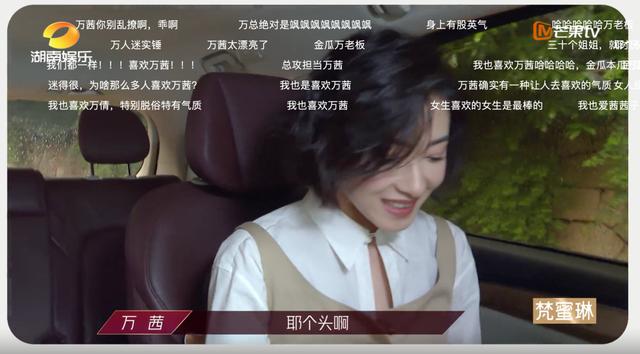 万茜你别乱撩啊，乖啊 万总绝对是飒飒飒飒飒飒飒飒 身上有股英气 哈哈哈哈哈万老板
湖南娱乐
芒果tv
万人迷实锤 万茜太漂亮了 金瓜万老板 三十个姐姐，就
我们都一样！！！喜欢万茜！！！ 总攻担当万茜 我也喜欢万茜哈哈哈，金瓜本瓜
迷得很，为啥那么多人喜欢万茜？ 我也是喜欢万茜 万茜确实有一种让人去喜欢的气质
我也喜欢万倩，特别脱俗特有气质 我也喜欢万茜 女生喜欢的女生是最棒的 我也爱茜茜子
梵蜜琳
万茜 耶个头啊